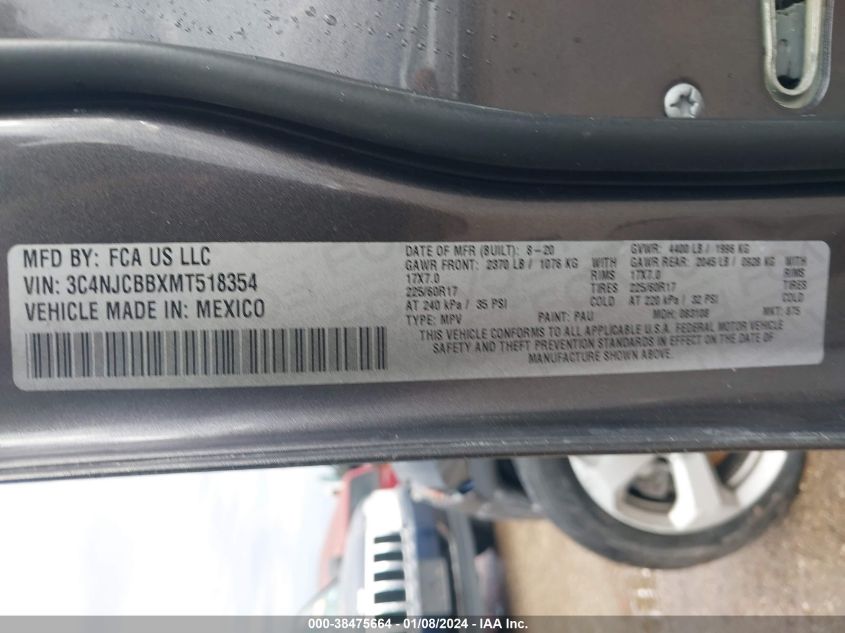 MFD BY: FCA US LLC
VIN: 3C4NJCBBXMT518354
VEHICLE MADE IN: MEXICO
DATE OF MFR (BUILT): 8-20 GVWR: 4400 LB / 1996 KG
GAWR FRONT: 2370 LB / 1076 KG WITH GAWR REAR: 2045 LB / 0928 KG WITH
17X7.0 RIMS 17X7.0 RIMS
225/60R17 TIRES 225/60R17 TIRES
AT 240 kPa / 35 PSI COLD AT 220 kPa / 32 PSI COLD
TYPE: MPV PAINT: PAU MDH: 083108 MKT: 875
THIS VEHICLE CONFORMS TO ALL APPLICABLE U.S.A. FEDERAL MOTOR VEHICLE
SAFETY AND THEFT PREVENTION STANDARDS IN EFFECT ON THE DATE OF
MANUFACTURE SHOWN ABOVE.
000-38475664 - 01/08/2024 - IAA Inc.